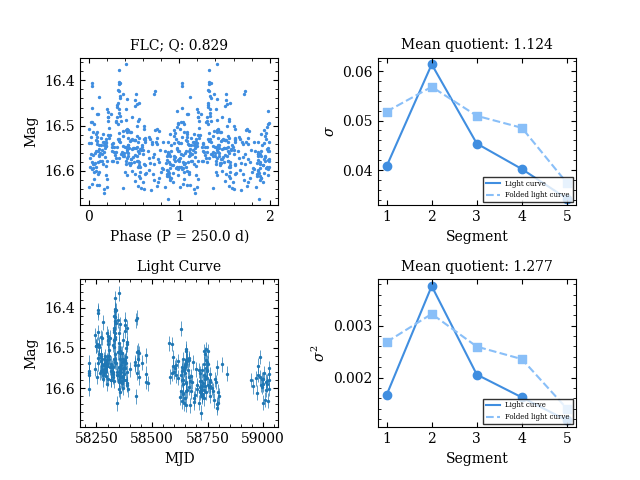 FLC; Q: 0.829
Mag
16.4
16.5
16.6
0
1
2
Phase (P = 250.0 d)
Mean quotient: 1.124
σ
0.06
0.05
0.04
Light curve
Folded light curve
1
2
3
4
5
Segment
Light Curve
Mag
16.4
16.5
16.6
58250
58500
58750
59000
MJD
Mean quotient: 1.277
σ²
0.003
0.002
Light curve
Folded light curve
1
2
3
4
5
Segment